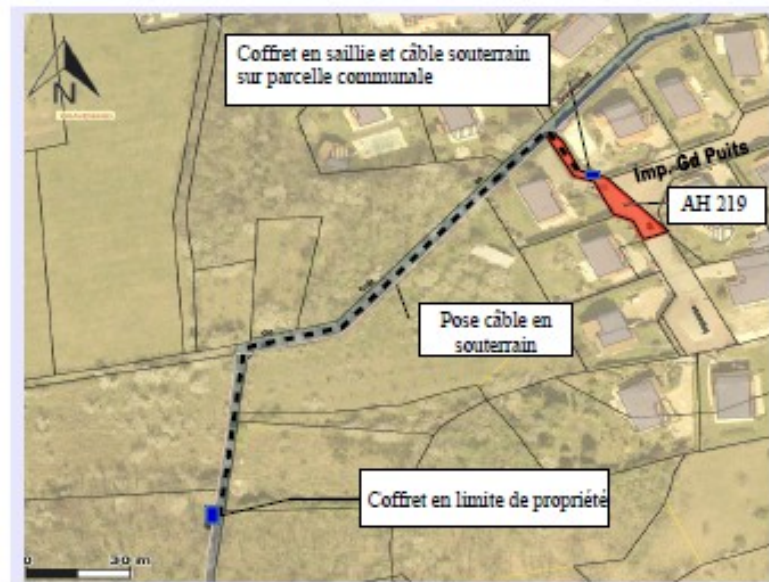 Coffret en saillie et câble souterrain
sur parcelle communale
N
Imp. Gd Puits
AH 219
Pose câble en
souterrain
Coffret en limite de propriété
0 30 m